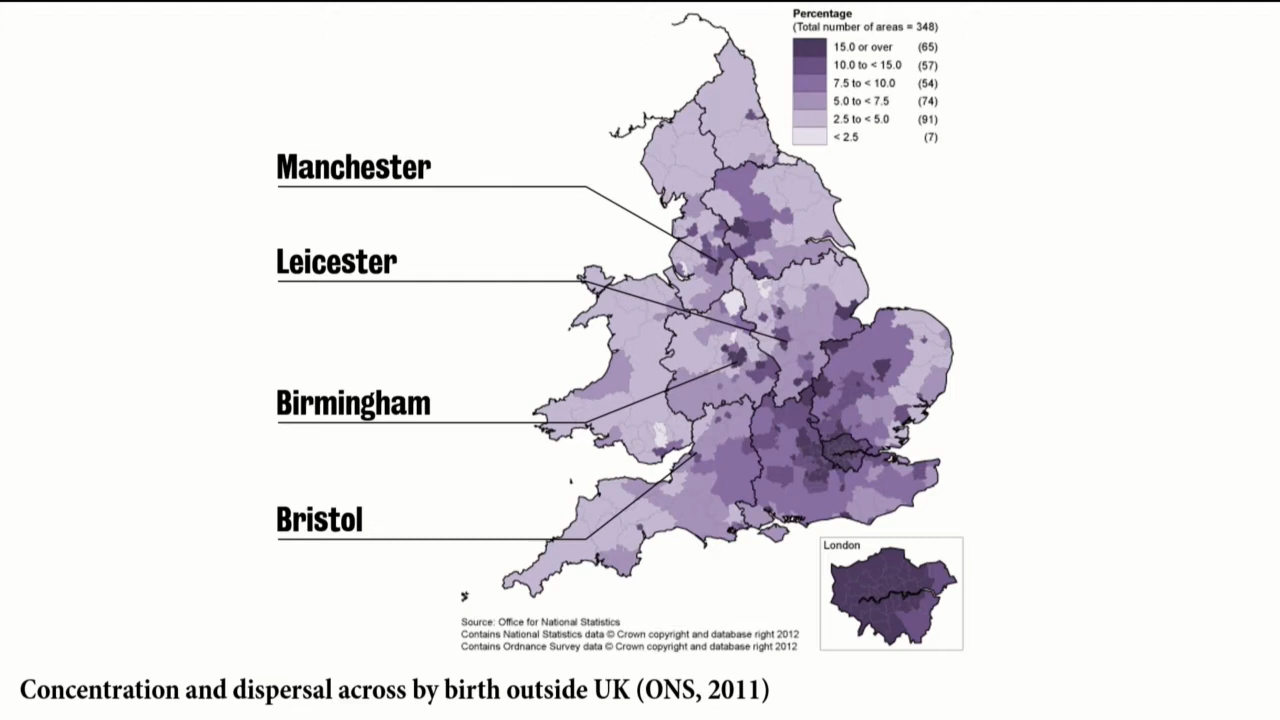 Percentage
(Total number of areas = 348)
15.0 or over (65)
10.0 to < 15.0 (57)
7.5 to < 10.0 (54)
5.0 to < 7.5 (74)
2.5 to < 5.0 (91)
< 2.5 (7)
Manchester
Leicester
Birmingham
Bristol
London
Source: Office for National Statistics
Contains National Statistics data © Crown copyright and database right 2012
Contains Ordnance Survey data © Crown copyright and database right 2012
Concentration and dispersal across by birth outside UK (ONS, 2011)